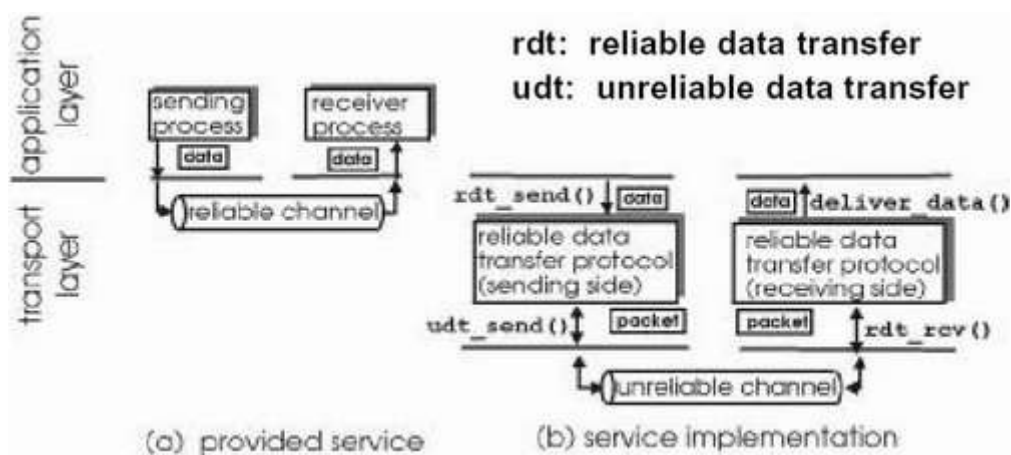 application
layer
transport
layer
rdt: reliable data transfer
udt: unreliable data transfer
sending
process
receiver
process
data
data
reliable channel
(a) provided service
rdt_send()
data
data
deliver_data()
reliable data
transfer protocol
(sending side)
reliable data
transfer protocol
(receiving side)
udt_send()
packet
packet
rdt_rcv()
unreliable channel
(b) service implementation